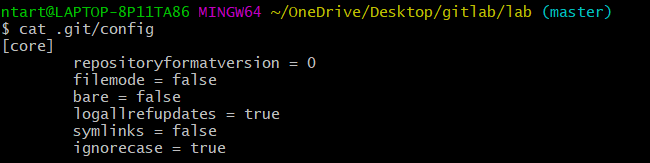 ntart@LAPTOP-8P11TA86 MINGW64 ~/OneDrive/Desktop/gitlab/lab (master)
$ cat .git/config
[core]
        repositoryformatversion = 0
        filemode = false
        bare = false
        logallrefupdates = true
        symlinks = false
        ignorecase = true